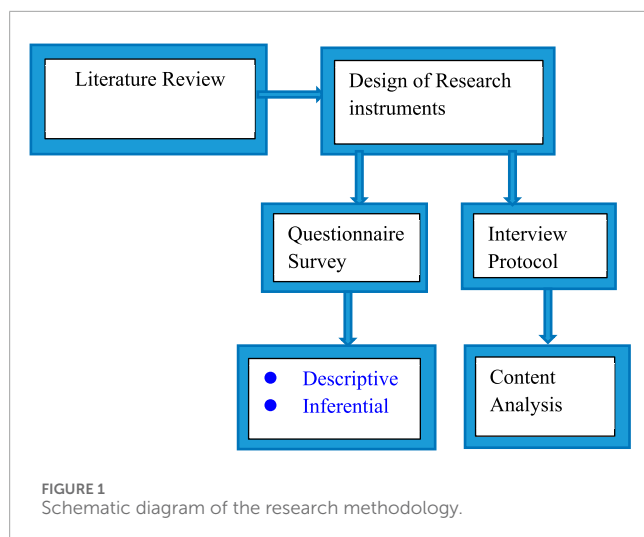 Literature Review
Design of Research
instruments
Questionnaire
Survey
Interview
Protocol
● Descriptive
● Inferential
Content
Analysis
FIGURE 1
Schematic diagram of the research methodology.